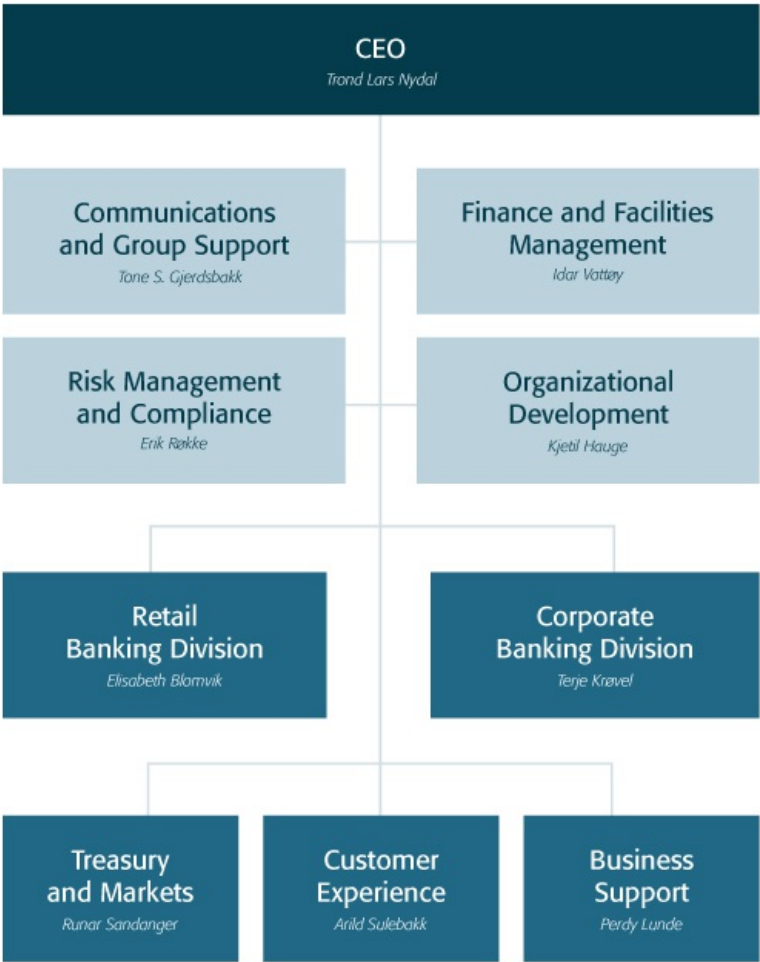 CEO
Trond Lars Nydal
Communications
and Group Support
Tone S. Gjerdsbakk
Finance and Facilities
Management
Idar Vattøy
Risk Management
and Compliance
Erik Røkke
Organizational
Development
Kjetil Hauge
Retail
Banking Division
Elisabeth Blomvik
Corporate
Banking Division
Terje Krøvel
Treasury
and Markets
Runar Sandanger
Customer
Experience
Arild Sulebakk
Business
Support
Perdy Lunde